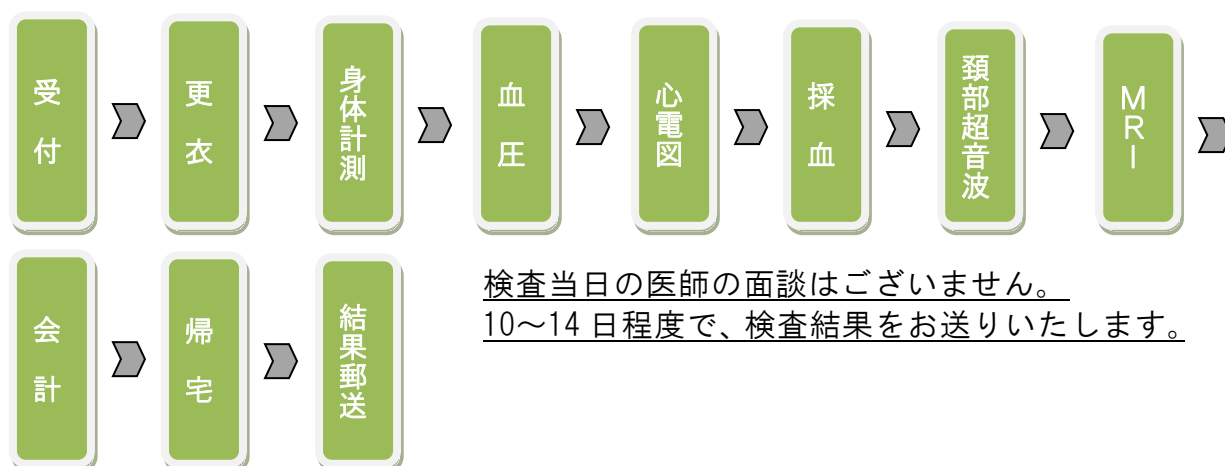 受付
更衣
身体計測
血圧
心電図
採血
頚部超音波
MRI
会計
帰宅
結果郵送
検査当日の医師の面談はございません。
10～14日程度で、検査結果をお送りいたします。